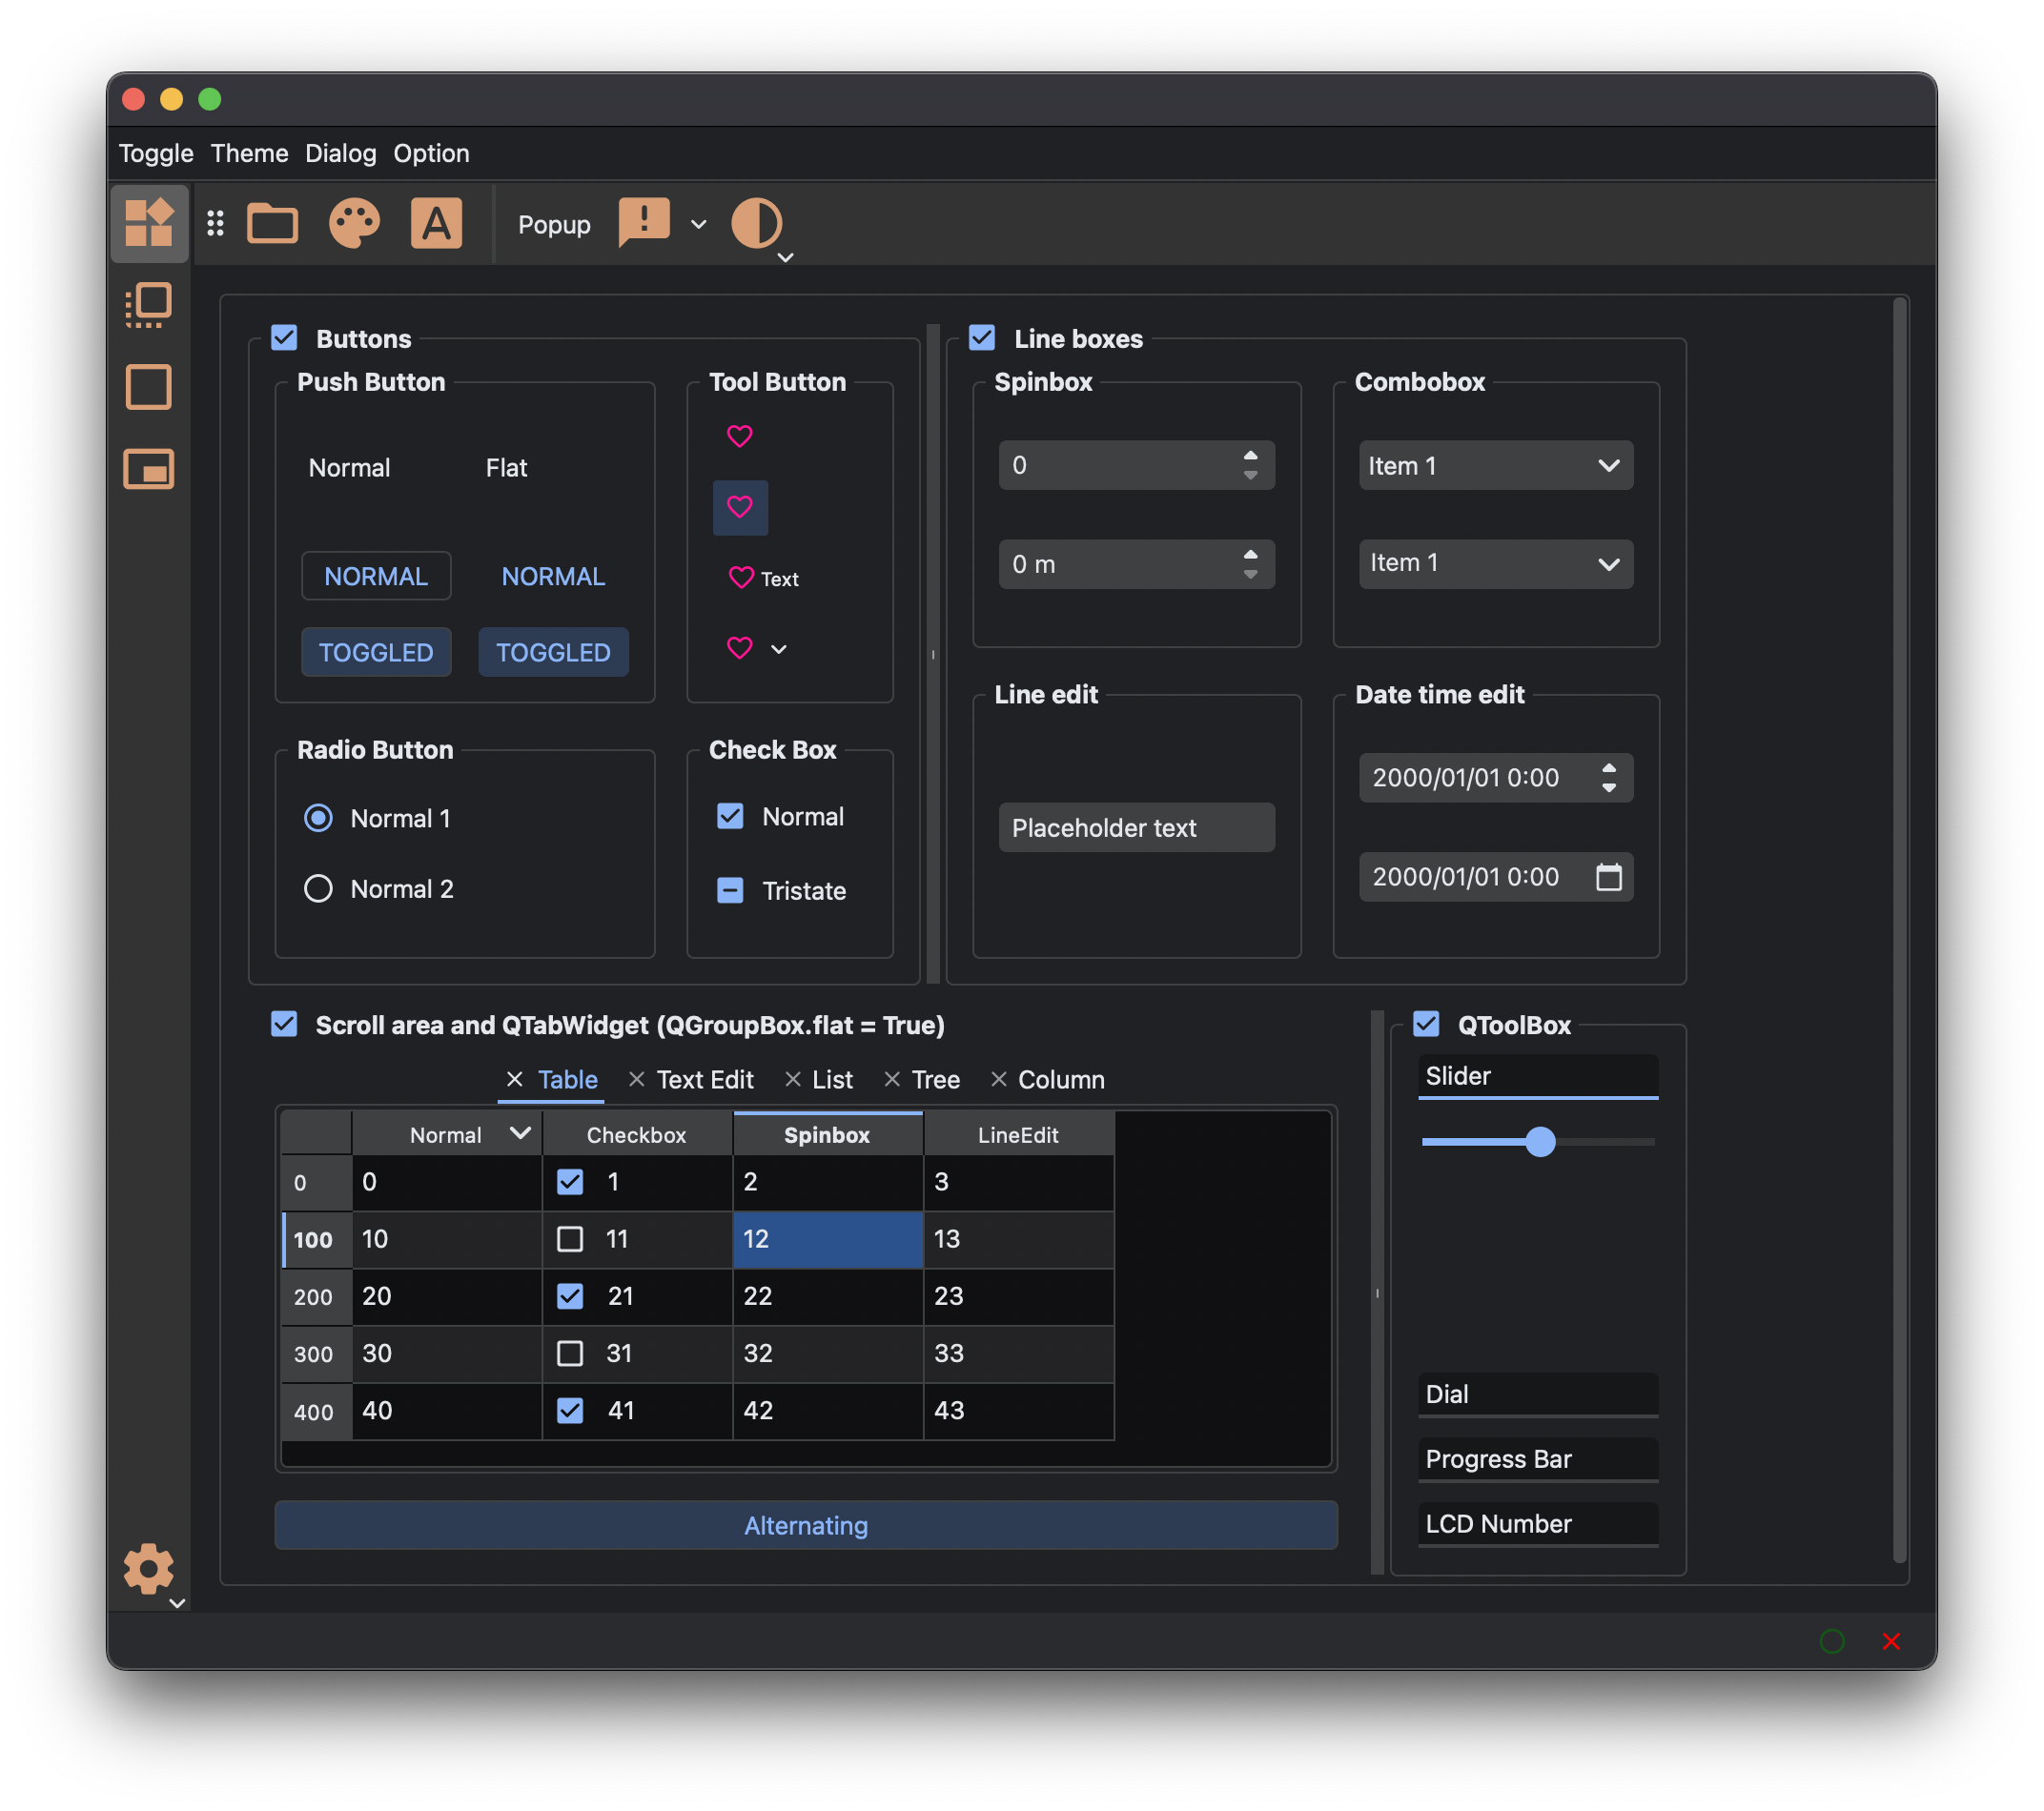 Toggle Theme Dialog Option
A Popup
Buttons
Push Button
Normal Flat
NORMAL NORMAL
TOGGLED TOGGLED
Tool Button
Text
Radio Button
Normal 1
Normal 2
Check Box
Normal
Tristate
Line boxes
Spinbox
0
0 m
Combobox
Item 1
Item 1
Line edit
Placeholder text
Date time edit
2000/01/01 0:00
2000/01/01 0:00
Scroll area and QTabWidget (QGroupBox.flat = True)
Table Text Edit List Tree Column
Normal Checkbox Spinbox LineEdit
0 0 1 2 3
100 10 11 12 13
200 20 21 22 23
300 30 31 32 33
400 40 41 42 43
Alternating
QToolBox
Slider
Dial
Progress Bar
LCD Number